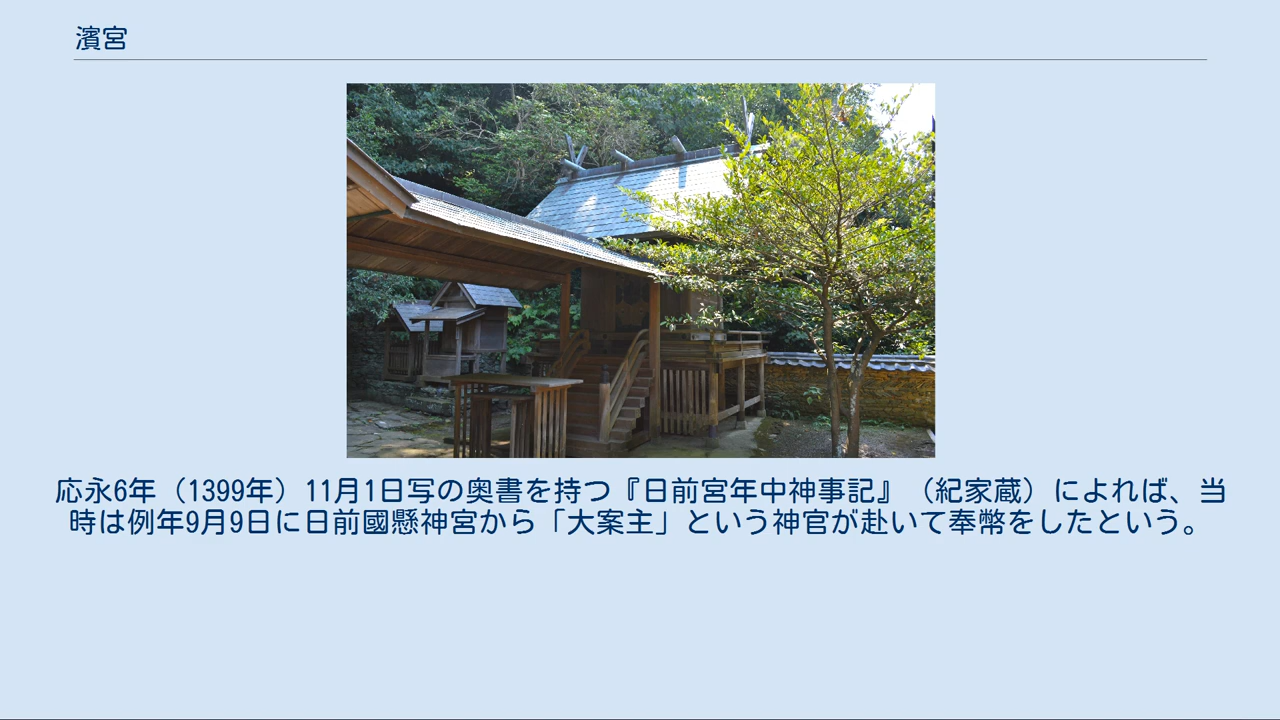 濱宮
応永6年（1399年）11月1日写の奥書を持つ『日前宮年中神事記』（紀家蔵）によれば、当
時は例年9月9日に日前國懸神宮から「大案主」という神官が赴いて奉幣をしたという。